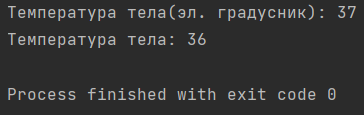 Температура тела(эл. градусник): 37
Температура тела: 36
Process finished with exit code 0